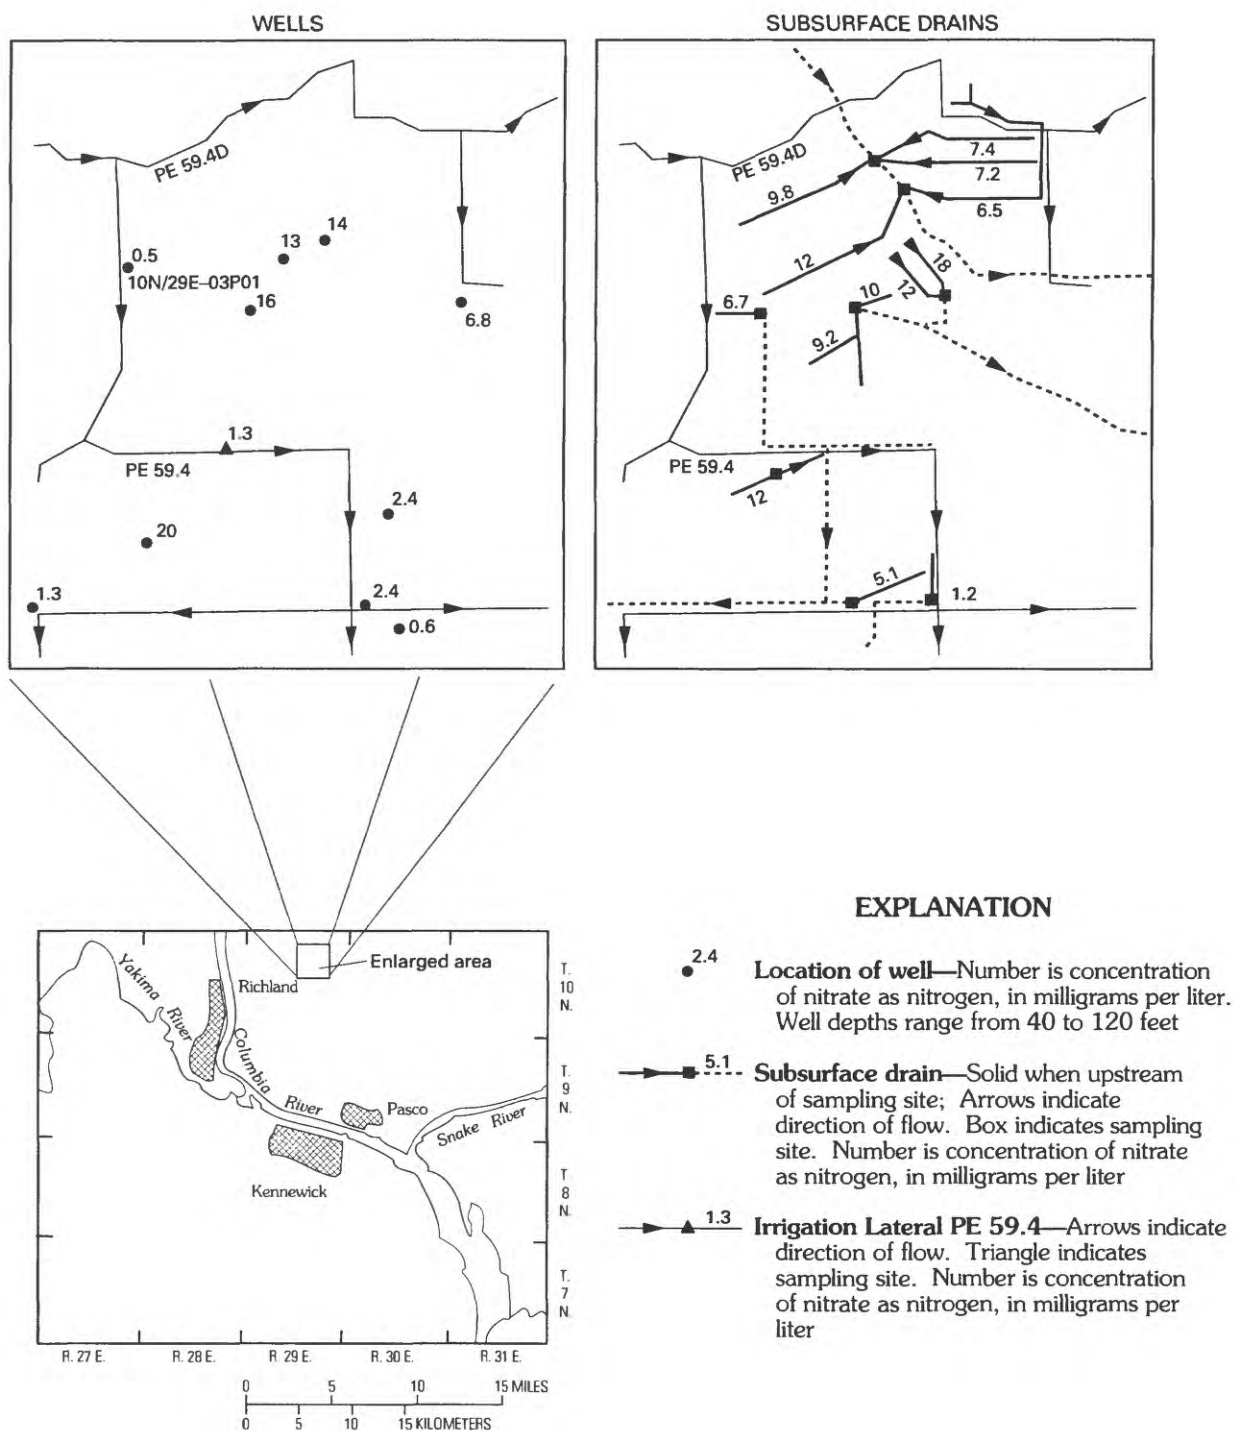 WELLS
PE 59.4D
14
13
0.5
10N/29E–03P01
16
6.8
1.3
PE 59.4
2.4
20
1.3
2.4
0.6
SUBSURFACE DRAINS
PE 59.4D
7.4
7.2
9.8
6.5
12
18
12
10
6.7
9.2
PE 59.4
12
5.1
1.2
Enlarged area
Yakima
River
Richland
Columbia
River
Pasco
Snake River
Kennewick
T.
10
N.
T.
9
N.
T
8
N.
T.
7
N.
R. 27 E.
R. 28 E.
R. 29 E.
R. 30 E.
R. 31 E.
0 5 10 15 MILES
0 5 10 15 KILOMETERS
EXPLANATION
2.4 Location of well—Number is concentration
of nitrate as nitrogen, in milligrams per liter.
Well depths range from 40 to 120 feet
5.1 Subsurface drain—Solid when upstream
of sampling site; Arrows indicate
direction of flow. Box indicates sampling
site. Number is concentration of nitrate
as nitrogen, in milligrams per liter
1.3 Irrigation Lateral PE 59.4—Arrows indicate
direction of flow. Triangle indicates
sampling site. Number is concentration
of nitrate as nitrogen, in milligrams per
liter